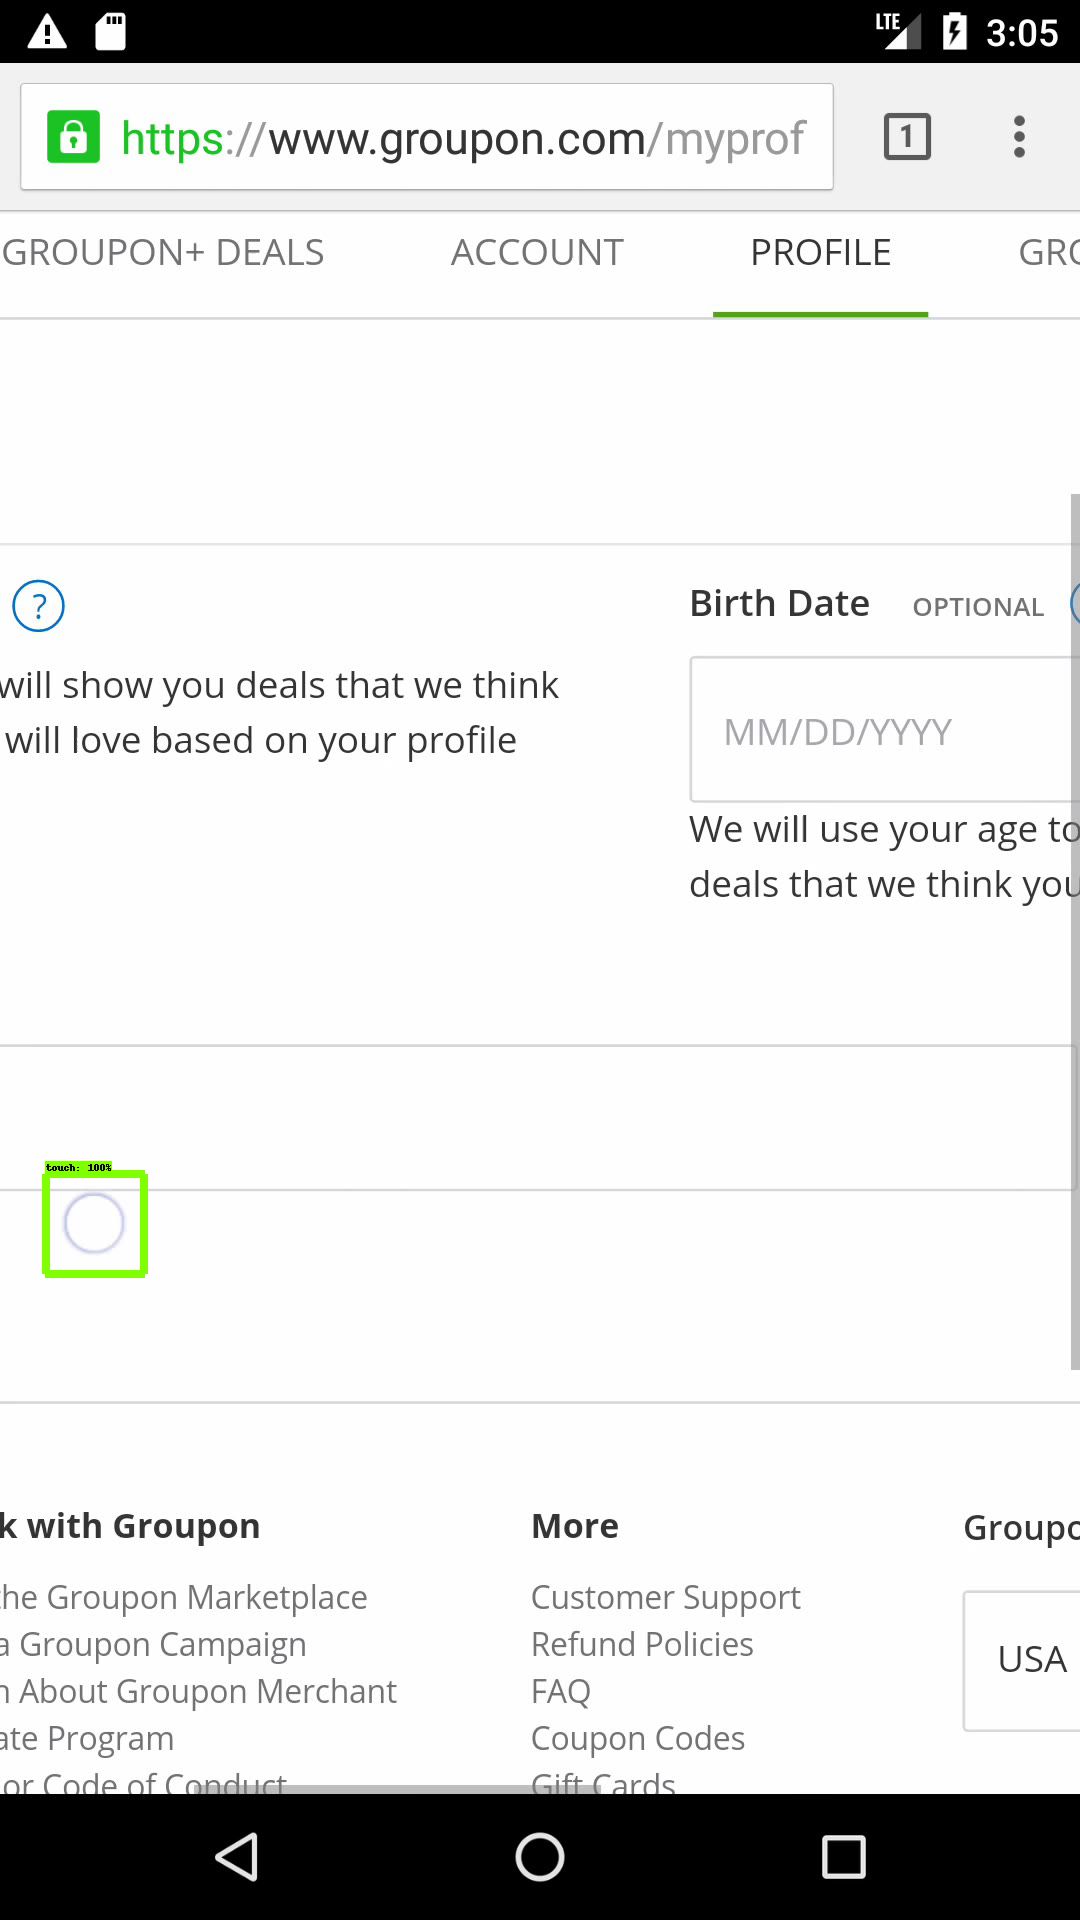 LTE 3:05
https://www.groupon.com/myprof 1
GROUPON+ DEALS ACCOUNT PROFILE GRO
? Birth Date OPTIONAL
will show you deals that we think
will love based on your profile
MM/DD/YYYY
We will use your age to
deals that we think you
touch: 100%
k with Groupon More Groupo
the Groupon Marketplace Customer Support
a Groupon Campaign Refund Policies
n About Groupon Merchant FAQ
USA
ate Program Coupon Codes
or Code of Conduct Gift Cards